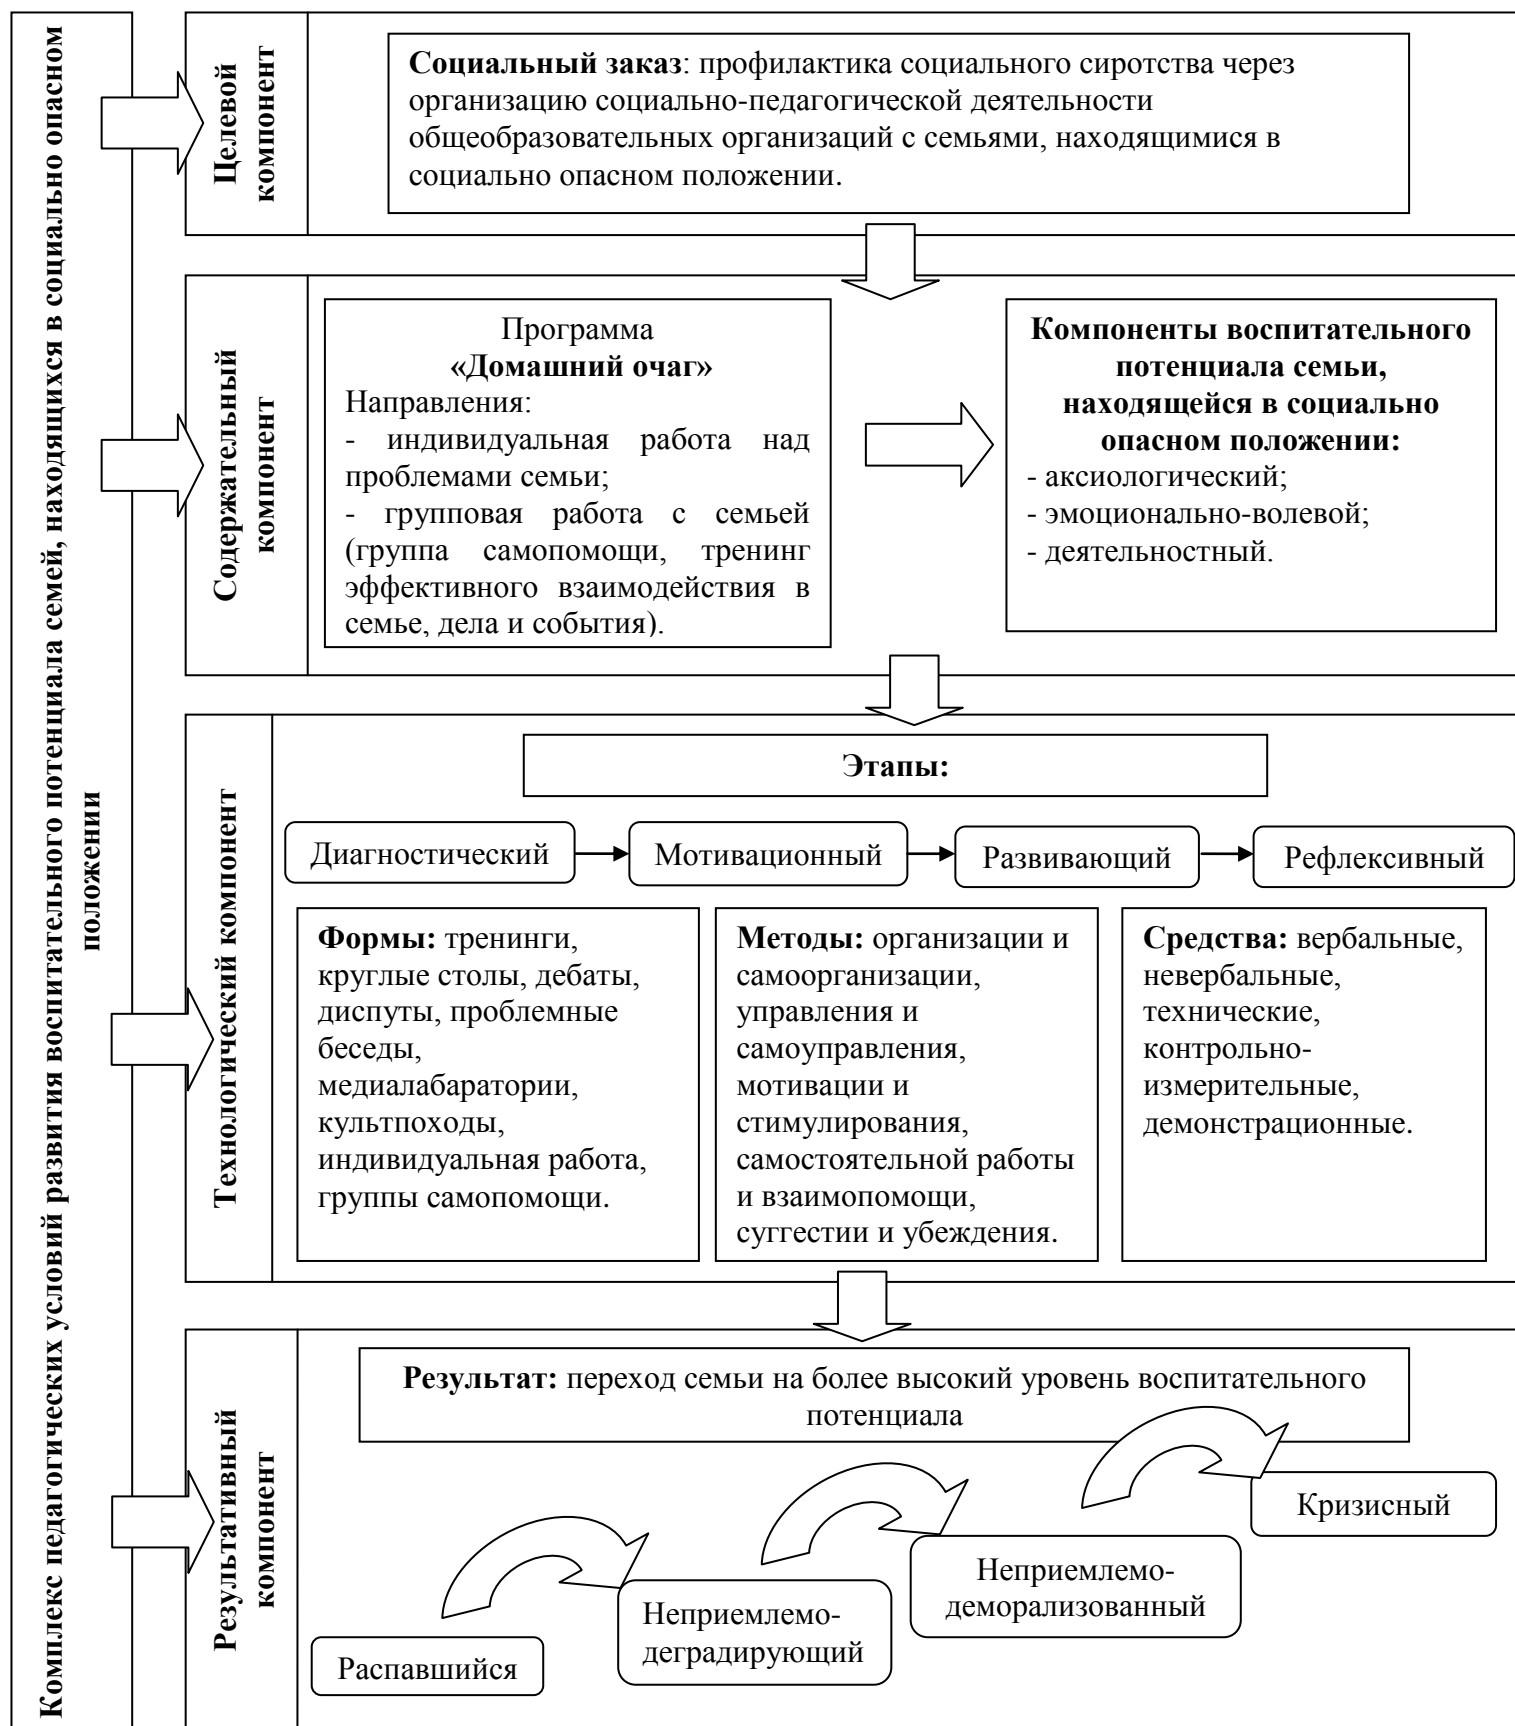 Комплекс педагогических условий развития воспитательного потенциала семей, находящихся в социально опасном
положении
Целевой
компонент
Социальный заказ: профилактика социального сиротства через
организацию социально-педагогической деятельности
общеобразовательных организаций с семьями, находящимися в
социально опасном положении.
Содержательный
компонент
Программа
«Домашний очаг»
Направления:
- индивидуальная работа над
проблемами семьи;
- групповая работа с семьей
(группа самопомощи, тренинг
эффективного взаимодействия в
семье, дела и события).
Компоненты воспитательного
потенциала семьи,
находящейся в социально
опасном положении:
- аксиологический;
- эмоционально-волевой;
- деятельностный.
Технологический компонент
Этапы:
Диагностический
Мотивационный
Развивающий
Рефлексивный
Формы: тренинги,
круглые столы, дебаты,
диспуты, проблемные
беседы,
медиалабаратории,
культпоходы,
индивидуальная работа,
группы самопомощи.
Методы: организации и
самоорганизации,
управления и
самоуправления,
мотивации и
стимулирования,
самостоятельной работы
и взаимопомощи,
суггестии и убеждения.
Средства: вербальные,
невербальные,
технические,
контрольно-
измерительные,
демонстрационные.
Результативный
компонент
Результат: переход семьи на более высокий уровень воспитательного
потенциала
Распавшийся
Неприемлемо-
деградирующий
Неприемлемо-
деморализованный
Кризисный